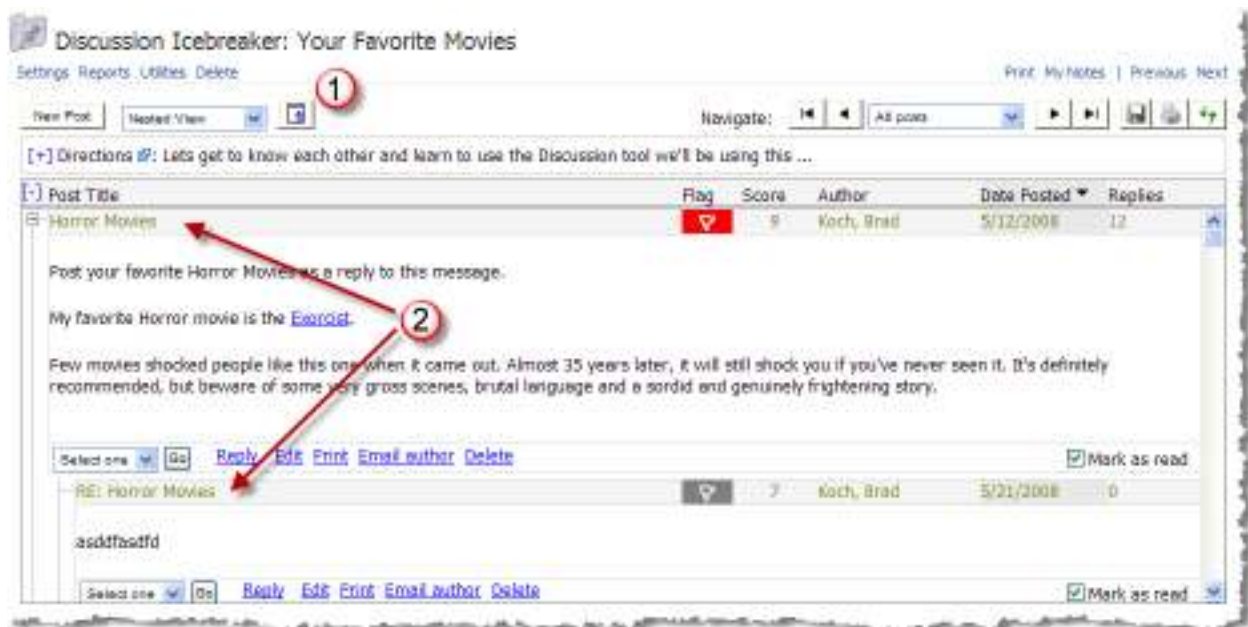 Discussion Icebreaker: Your Favorite Movies
Settings Reports Utilities Delete
Print My Notes | Previous Next
1
New Post Nested View
Navigate: All posts
[+] Directions : Lets get to know each other and learn to use the Discussion tool we'll be using this ...
[-] Post Title Flag Score Author Date Posted Replies
Horror Movies 9 Koch, Brad 5/12/2008 12
Post your favorite Horror Movies as a reply to this message.
My favorite Horror movie is the Exorcist.
2
Few movies shocked people like this one when it came out. Almost 35 years later, it will still shock you if you've never seen it. It's definitely
recommended, but beware of some very gross scenes, brutal language and a sordid and genuinely frightening story.
Select one Go Reply Edit Print Email author Delete Mark as read
RE: Horror Movies 7 Koch, Brad 5/21/2008 0
asddfasdfd
Select one Go Reply Edit Print Email author Delete Mark as read